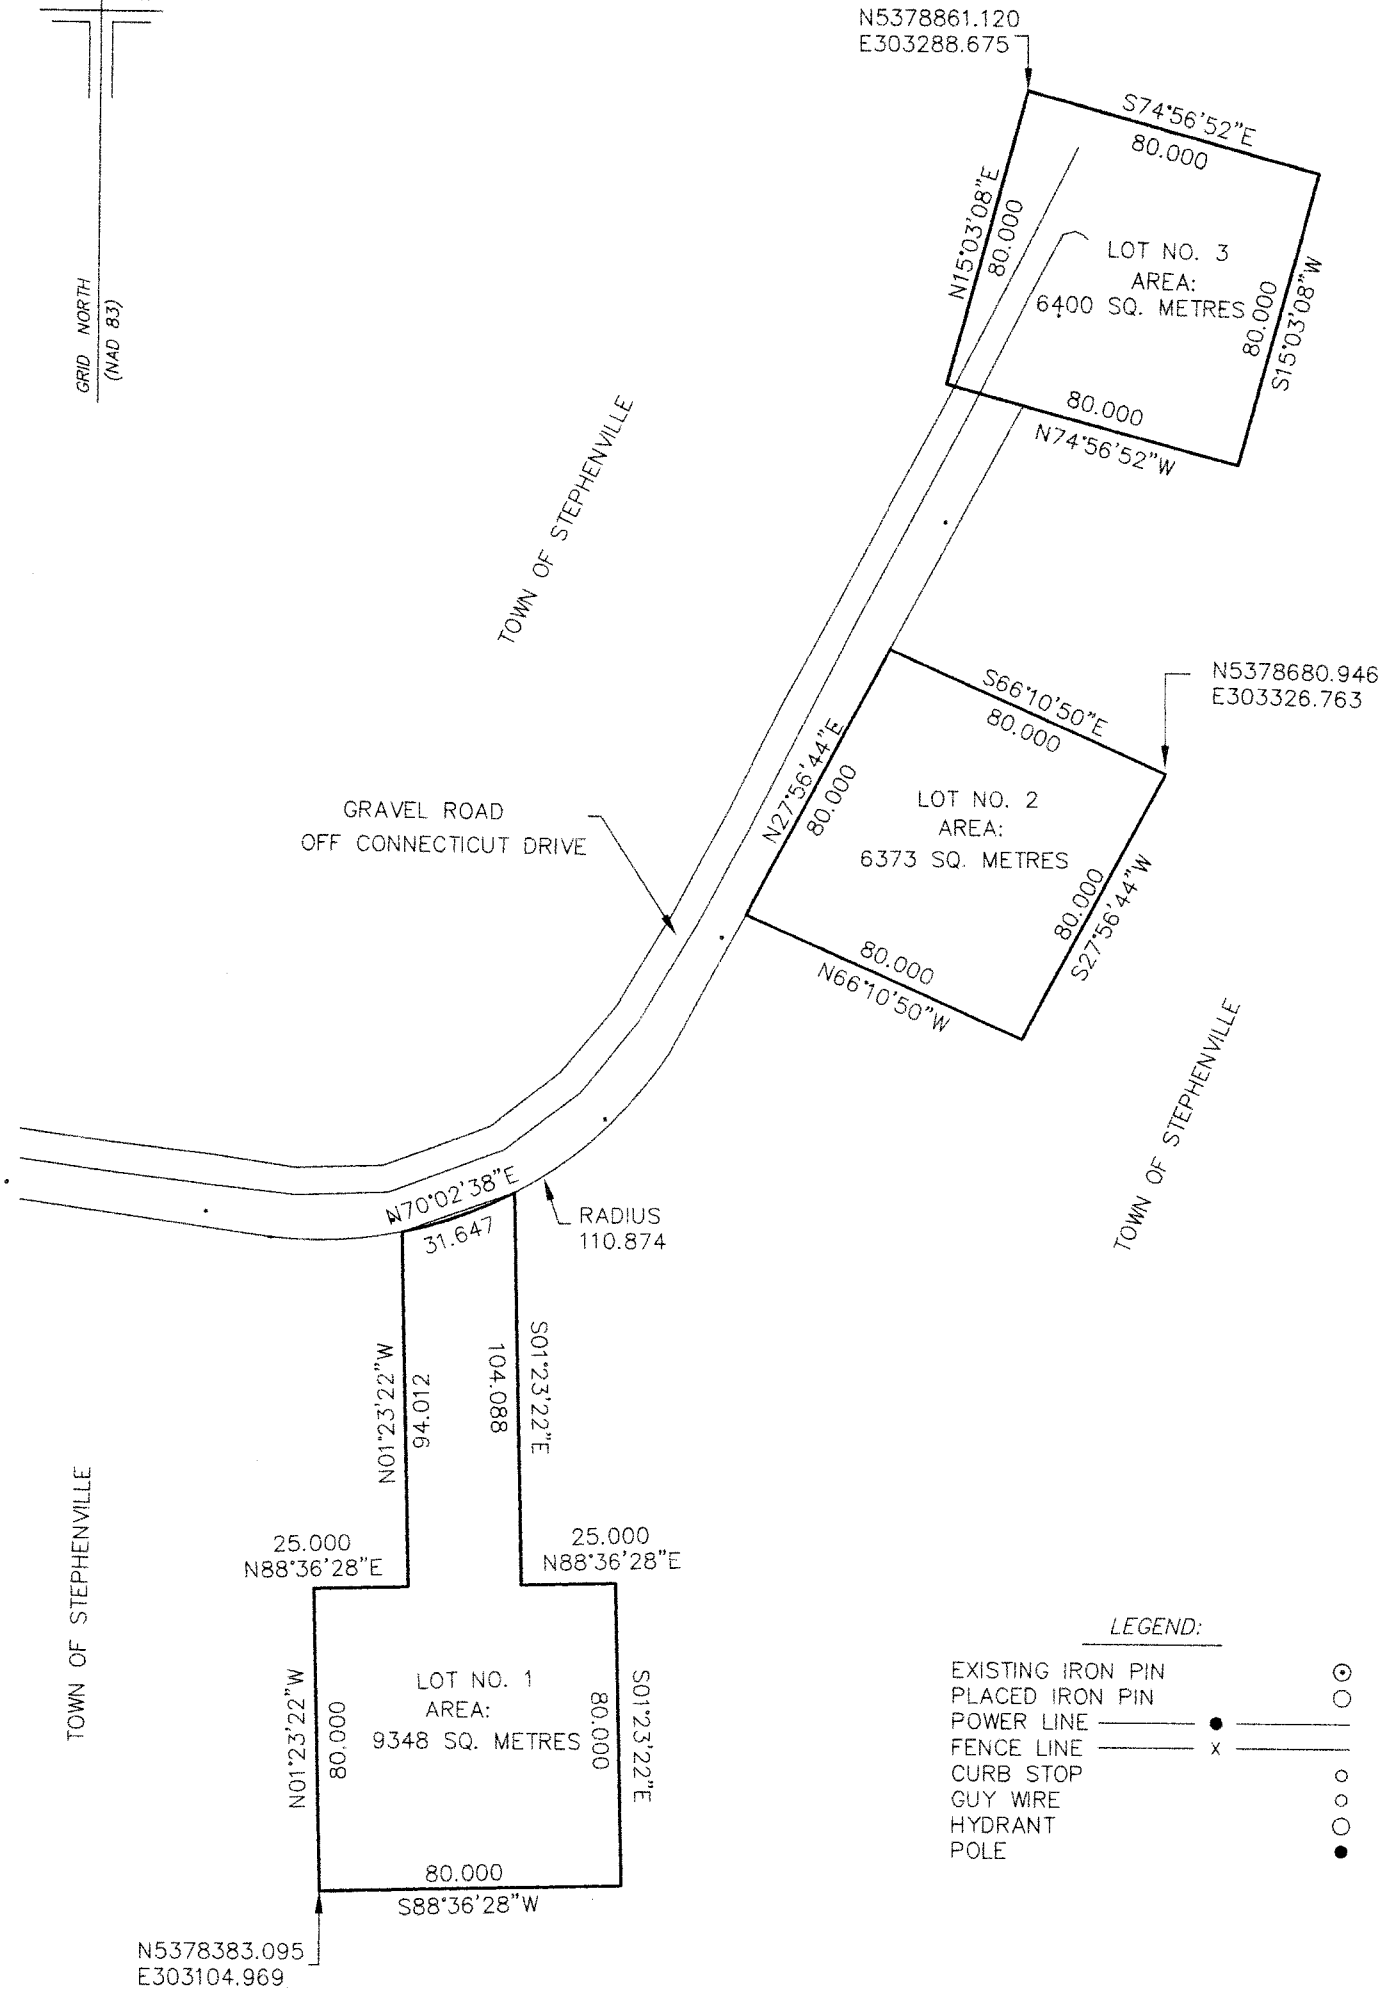 N5378861.120
E303288.675
GRID NORTH
(NAD 83)
S74°56'52"E
80.000
N15°03'08"E
80.000
LOT NO. 3
AREA:
6400 SQ. METRES
80.000
S15°03'08"W
80.000
N74°56'52"W
TOWN OF STEPHENVILLE
N5378680.946
E303326.763
S66°10'50"E
80.000
N27°56'44"E
80.000
LOT NO. 2
AREA:
6373 SQ. METRES
80.000
S27°56'44"W
80.000
N66°10'50"W
GRAVEL ROAD
OFF CONNECTICUT DRIVE
TOWN OF STEPHENVILLE
N70°02'38"E
31.647
RADIUS
110.874
N01°23'22"W
94.012
104.088
S01°23'22"E
TOWN OF STEPHENVILLE
25.000
N88°36'28"E
25.000
N88°36'28"E
N01°23'22"W
80.000
LOT NO. 1
AREA:
9348 SQ. METRES
80.000
S01°23'22"E
80.000
S88°36'28"W
N5378383.095
E303104.969
LEGEND:
EXISTING IRON PIN
PLACED IRON PIN
POWER LINE
FENCE LINE x
CURB STOP
GUY WIRE
HYDRANT
POLE